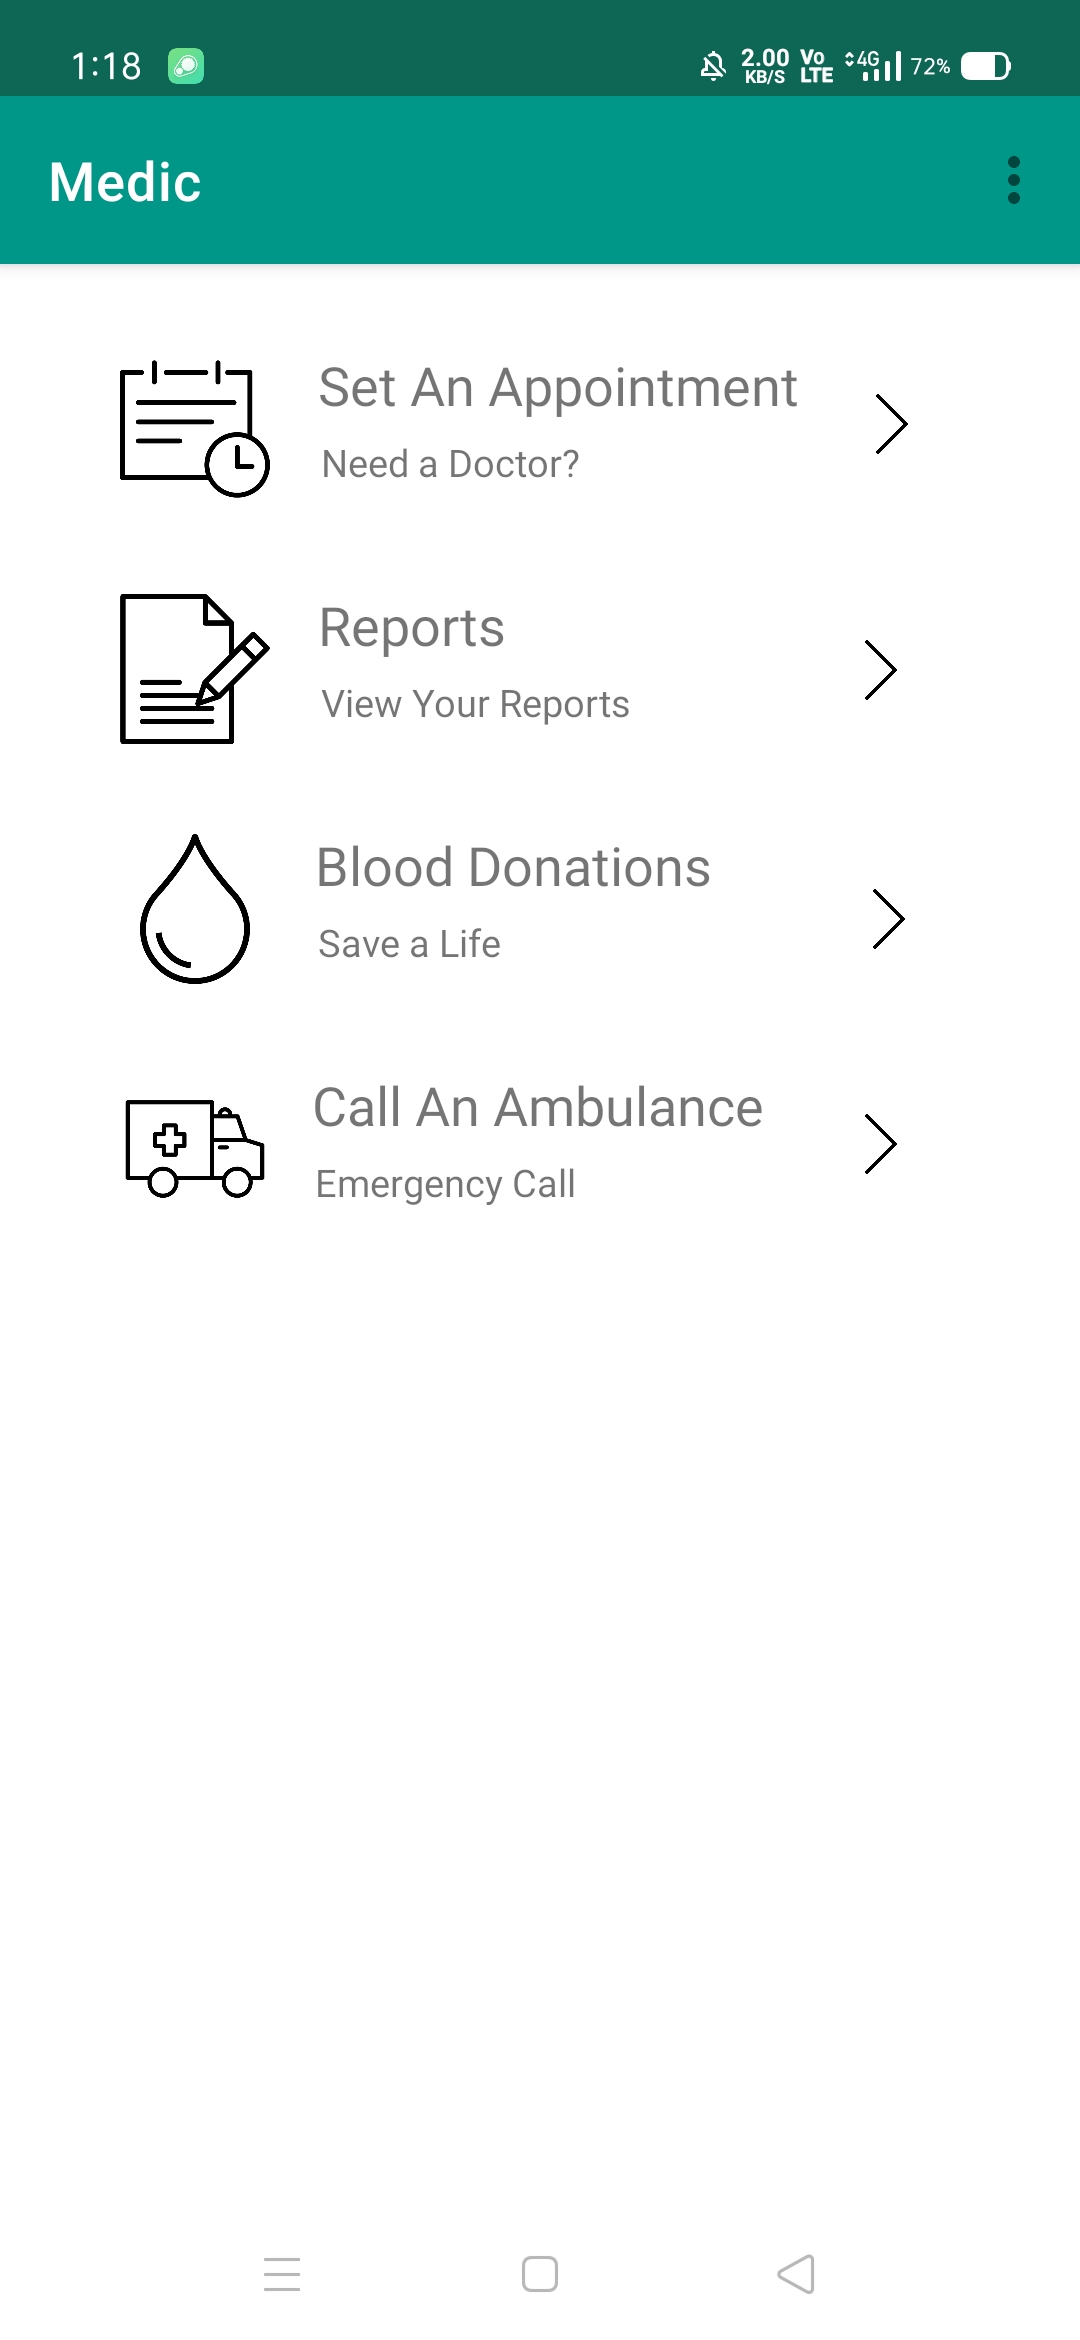 1:18 2.00 KB/S Vo LTE 4G 72%
Medic
Set An Appointment
Need a Doctor?
Reports
View Your Reports
Blood Donations
Save a Life
Call An Ambulance
Emergency Call